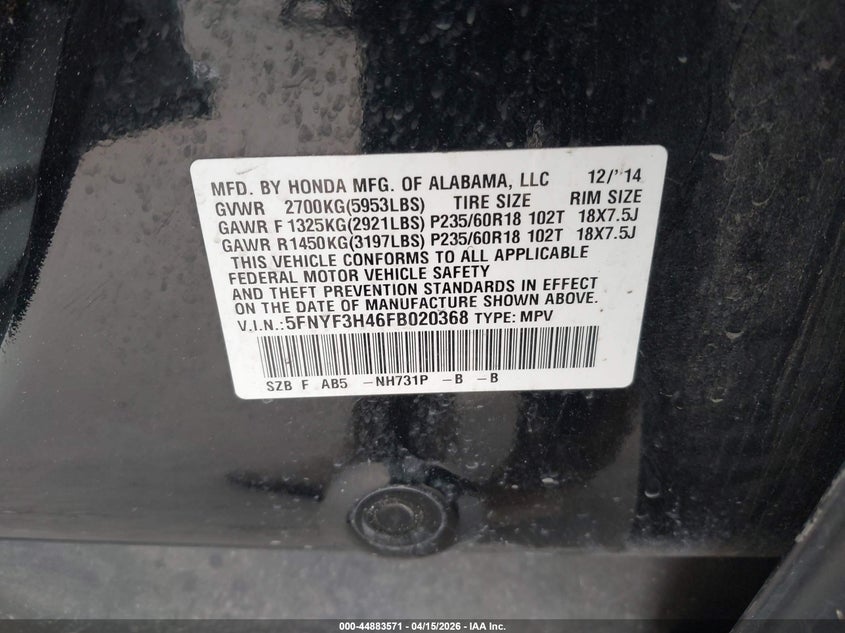 MFD. BY HONDA MFG. OF ALABAMA, LLC 12/'14
GVWR 2700KG(5953LBS) TIRE SIZE RIM SIZE
GAWR F 1325KG(2921LBS) P235/60R18 102T 18X7.5J
GAWR R1450KG(3197LBS) P235/60R18 102T 18X7.5J
THIS VEHICLE CONFORMS TO ALL APPLICABLE
FEDERAL MOTOR VEHICLE SAFETY
AND THEFT PREVENTION STANDARDS IN EFFECT
ON THE DATE OF MANUFACTURE SHOWN ABOVE.
V.I.N.:5FNYF3H46FB020368 TYPE: MPV
SZB F AB5 -NH731P -B -B
000-44883571 - 04/15/2026 - IAA Inc.